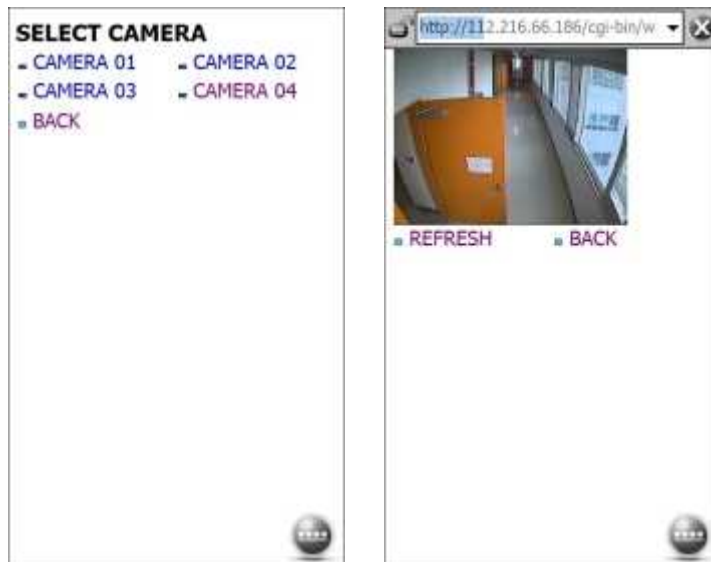 SELECT CAMERA
CAMERA 01 CAMERA 02
CAMERA 03 CAMERA 04
BACK
http://112.216.66.186/cgi-bin/w
REFRESH BACK